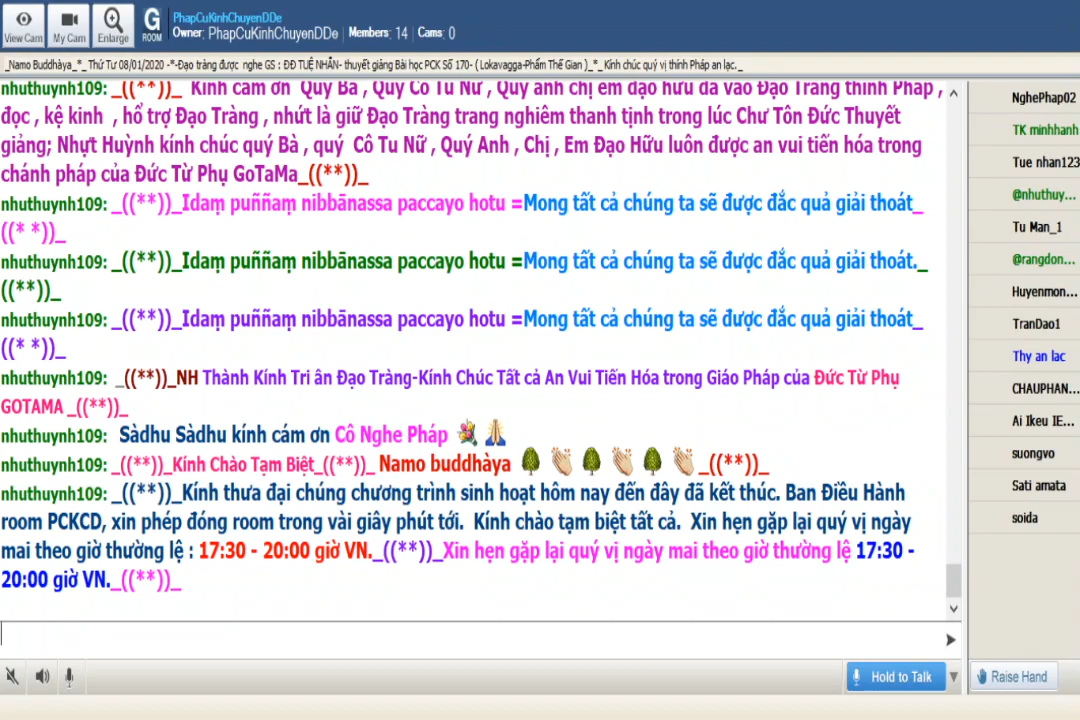 PhapCuKinhChuyenDDe
Owner: PhapCuKinhChuyenDDe | Members: 14 | Cams: 0
View Cam My Cam Enlarge G ROOM
_Namo Buddhàya_*_ Thứ Tư 08/01/2020 -*-Đạo tràng được nghe GS : ĐĐ TUỆ NHÂN- thuyết giảng Bài học PCK Số 170- ( Lokavagga-Phẩm Thế Gian )_*_ Kính chúc quý vị thính Pháp an lạc._
nhuthuynh109: _((**))_ Kính cám ơn Quý Bà , Quý Cô Tu Nữ , Quý anh chị em đạo hữu đã vào Đạo Tràng thính Pháp ,
đọc , kệ kinh , hổ trợ Đạo Tràng , nhứt là giữ Đạo Tràng trang nghiêm thanh tịnh trong lúc Chư Tôn Đức Thuyết
giảng; Nhựt Huỳnh kính chúc quý Bà , quý Cô Tu Nữ , Quý Anh , Chị , Em Đạo Hữu luôn được an vui tiến hóa trong
chánh pháp của Đức Từ Phụ GoTaMa_((**))_
nhuthuynh109: _((**))_Idaṃ puññaṃ nibbānassa paccayo hotu =Mong tất cả chúng ta sẽ được đắc quả giải thoát_
((* *))_
nhuthuynh109: _((**))_Idaṃ puññaṃ nibbānassa paccayo hotu =Mong tất cả chúng ta sẽ được đắc quả giải thoát._
((**))_
nhuthuynh109: _((**))_Idaṃ puññaṃ nibbānassa paccayo hotu =Mong tất cả chúng ta sẽ được đắc quả giải thoát_
((* *))_
nhuthuynh109: _((**))_NH Thành Kính Tri ân Đạo Tràng-Kính Chúc Tất cả An Vui Tiến Hóa trong Giáo Pháp của Đức Từ Phụ
GOTAMA _((**))_
nhuthuynh109: Sàdhu Sàdhu kính cám ơn Cô Nghe Pháp 💐 🙏
nhuthuynh109: _((**))_Kính Chào Tạm Biệt_((**))_ Namo buddhàya 🌳 👏 🌳 👏 🌳 👏 _((**))_
nhuthuynh109: _((**))_Kính thưa đại chúng chương trình sinh hoạt hôm nay đến đây đã kết thúc. Ban Điều Hành
room PCKCD, xin phép đóng room trong vài giây phút tới. Kính chào tạm biệt tất cả. Xin hẹn gặp lại quý vị ngày
mai theo giờ thường lệ : 17:30 - 20:00 giờ VN._((**))_Xin hẹn gặp lại quý vị ngày mai theo giờ thường lệ 17:30 -
20:00 giờ VN._((**))_
NghePhap02
TK minhhanh
Tue nhan123
@nhuthuy...
Tu Man_1
@rangdon...
Huyenmon...
TranDao1
Thy an lac
CHAUPHAN...
Ai Ikeu IE...
suongvo
Sati amata
soida
Hold to Talk
Raise Hand